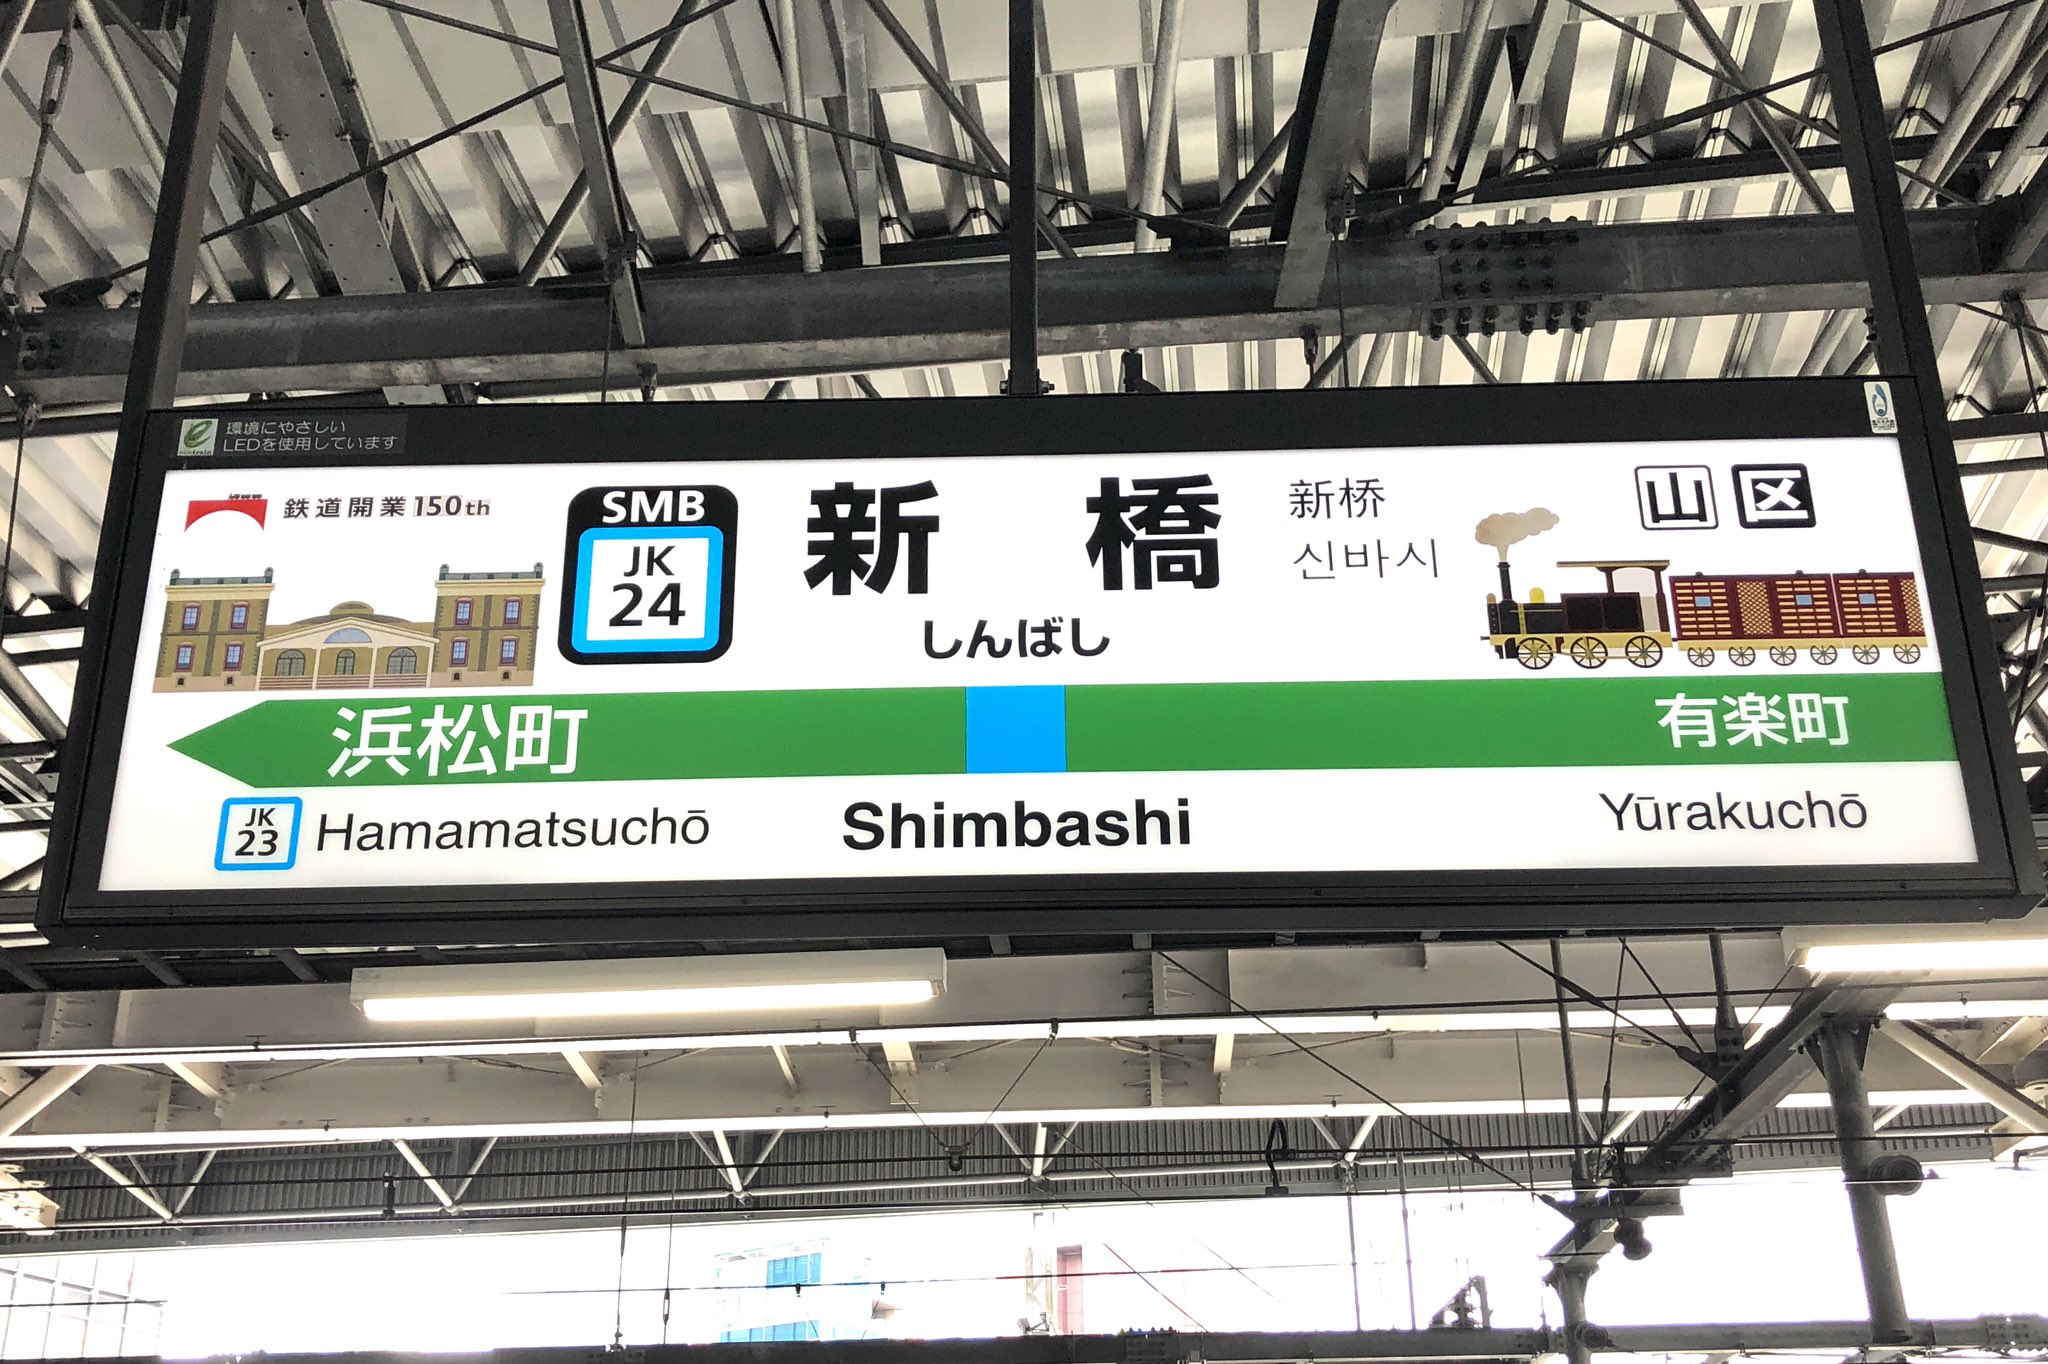 環境にやさしい
LEDを使用しています
鉄道開業150th
SMB
JK
24
新橋
しんばし
新桥
신바시
山 区
浜松町
有楽町
JK
23
Hamamatsuchō
Shimbashi
Yūrakuchō